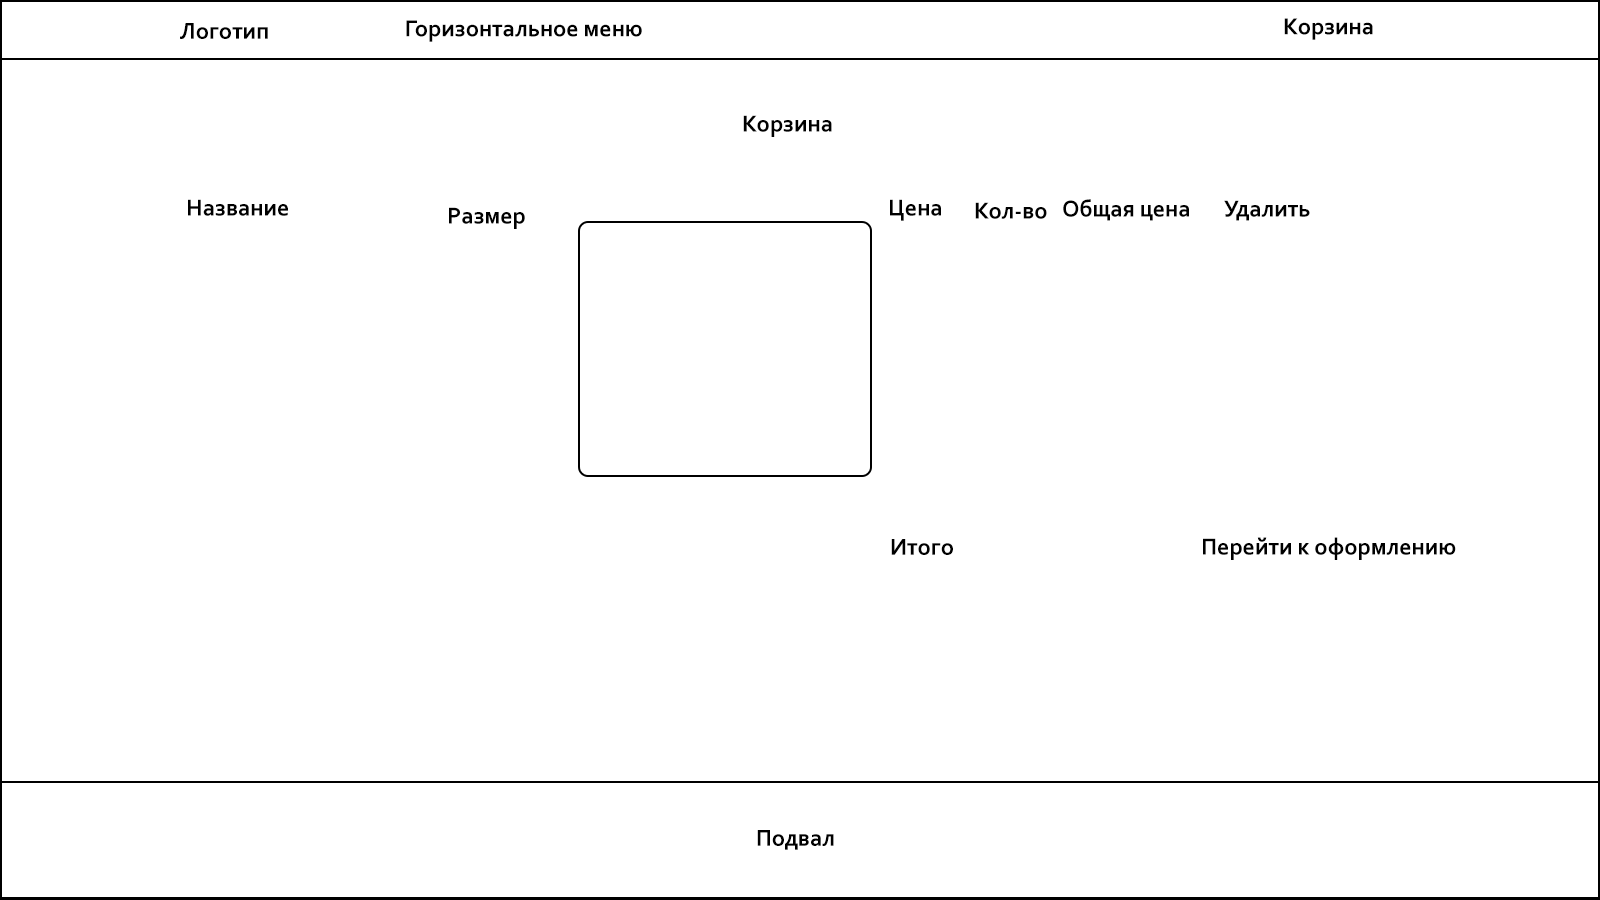 Логотип
Горизонтальное меню
Корзина
Корзина
Название
Размер
Цена
Кол-во
Общая цена
Удалить
Итого
Перейти к оформлению
Подвал